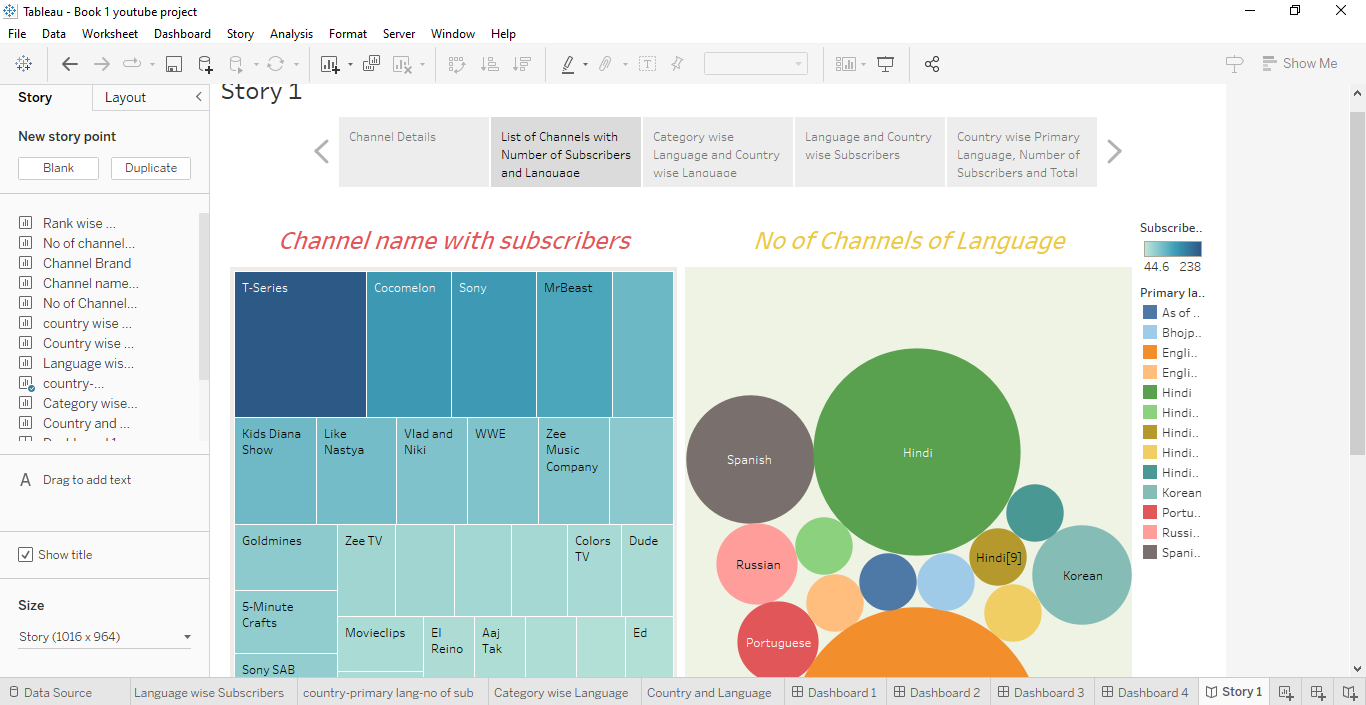 Tableau - Book 1 youtube project
File Data Worksheet Dashboard Story Analysis Format Server Window Help
Show Me
Story
Layout
New story point
Blank
Duplicate
Rank wise ...
No of channel...
Channel Brand
Channel name...
No of Channel...
country wise ...
Country wise ...
Language wis...
country-...
Category wise...
Country and ...
A Drag to add text
Show title
Size
Story (1016 x 964)
Story 1
Channel Details
List of Channels with
Number of Subscribers
and Language
Category wise
Language and Country
wise Language
Language and Country
wise Subscribers
Country wise Primary
Language, Number of
Subscribers and Total
Channel name with subscribers
T-Series
Cocomelon
Sony
MrBeast
Kids Diana
Show
Like
Nastya
Vlad and
Niki
WWE
Zee
Music
Company
Goldmines
Zee TV
Colors
TV
Dude
5-Minute
Crafts
Movieclips
El
Reino
Aaj
Tak
Ed
Sony SAB
No of Channels of Language
Hindi
Spanish
Russian
Hindi[9]
Korean
Portuguese
Subscribe..
44.6 238
Primary la..
As of ..
Bhojp..
Engli..
Engli..
Hindi
Hindi..
Hindi..
Hindi..
Hindi..
Korean
Portu..
Russi..
Spani..
Data Source
Language wise Subscribers
country-primary lang-no of sub
Category wise Language
Country and Language
Dashboard 1
Dashboard 2
Dashboard 3
Dashboard 4
Story 1